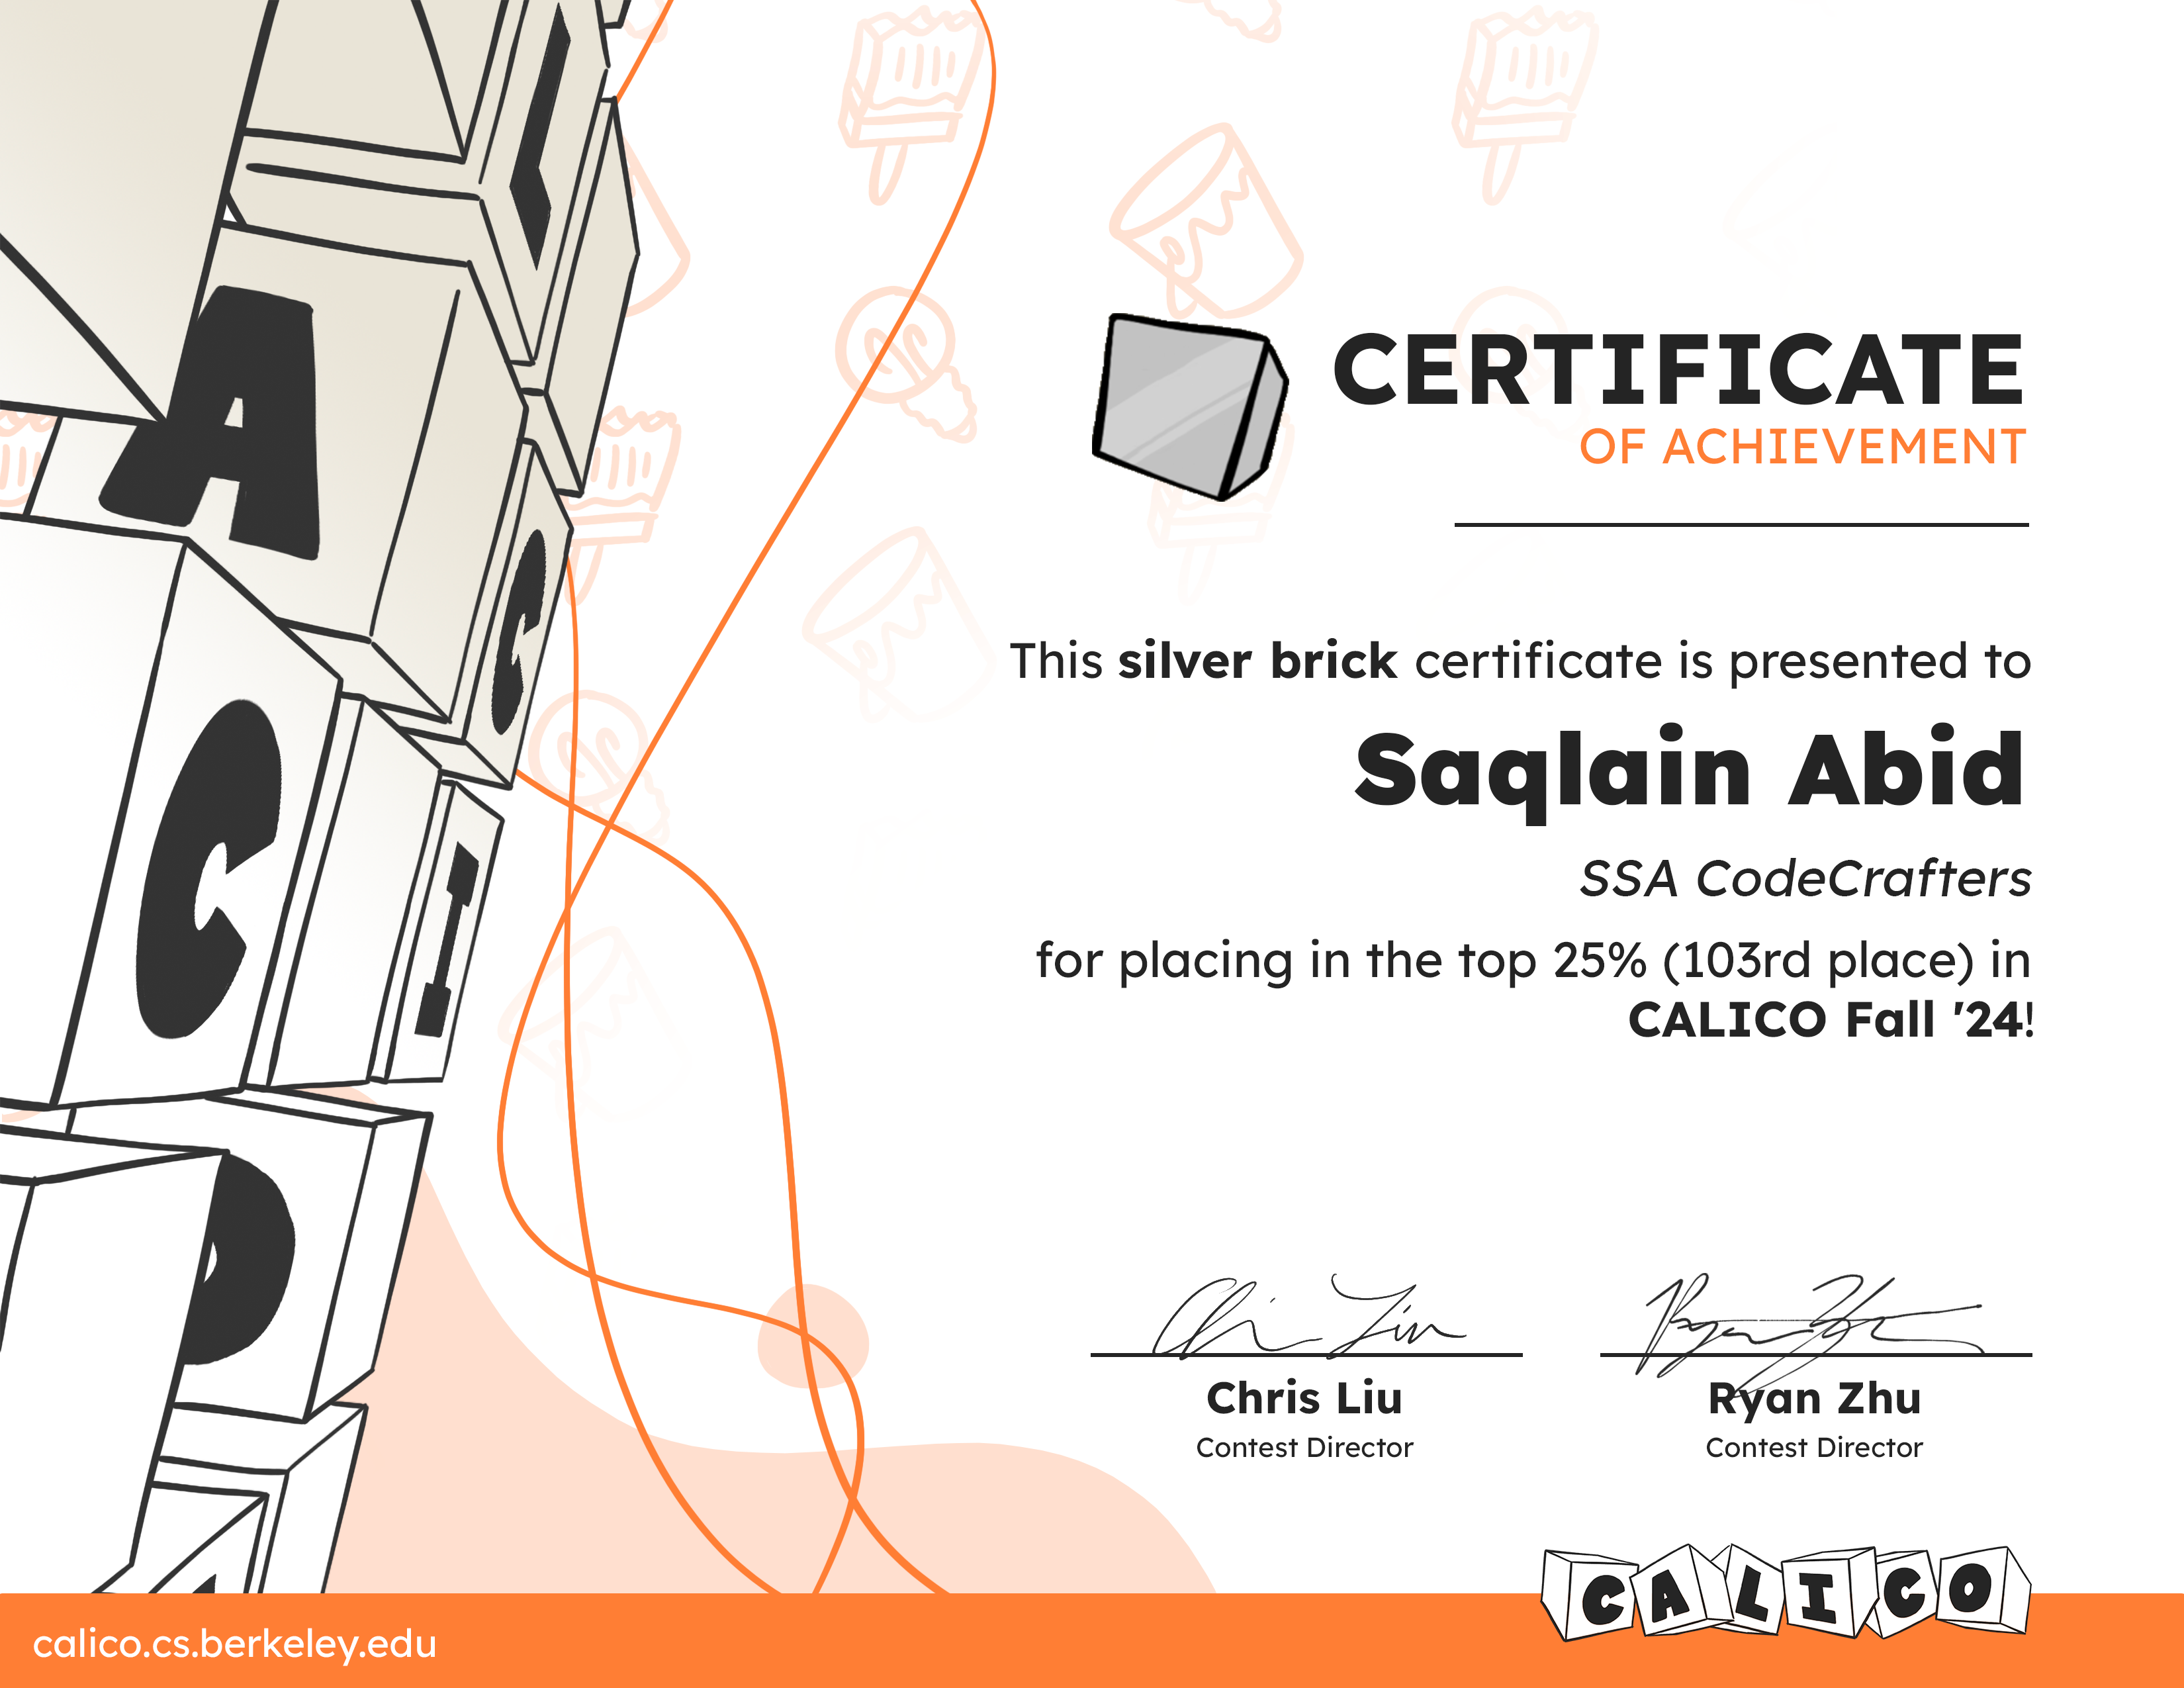 CERTIFICATE
OF ACHIEVEMENT
This silver brick certificate is presented to
Saqlain Abid
SSA CodeCrafters
for placing in the top 25% (103rd place) in
CALICO Fall '24!
Chris Liu
Contest Director
Ryan Zhu
Contest Director
CALICO
calico.cs.berkeley.edu